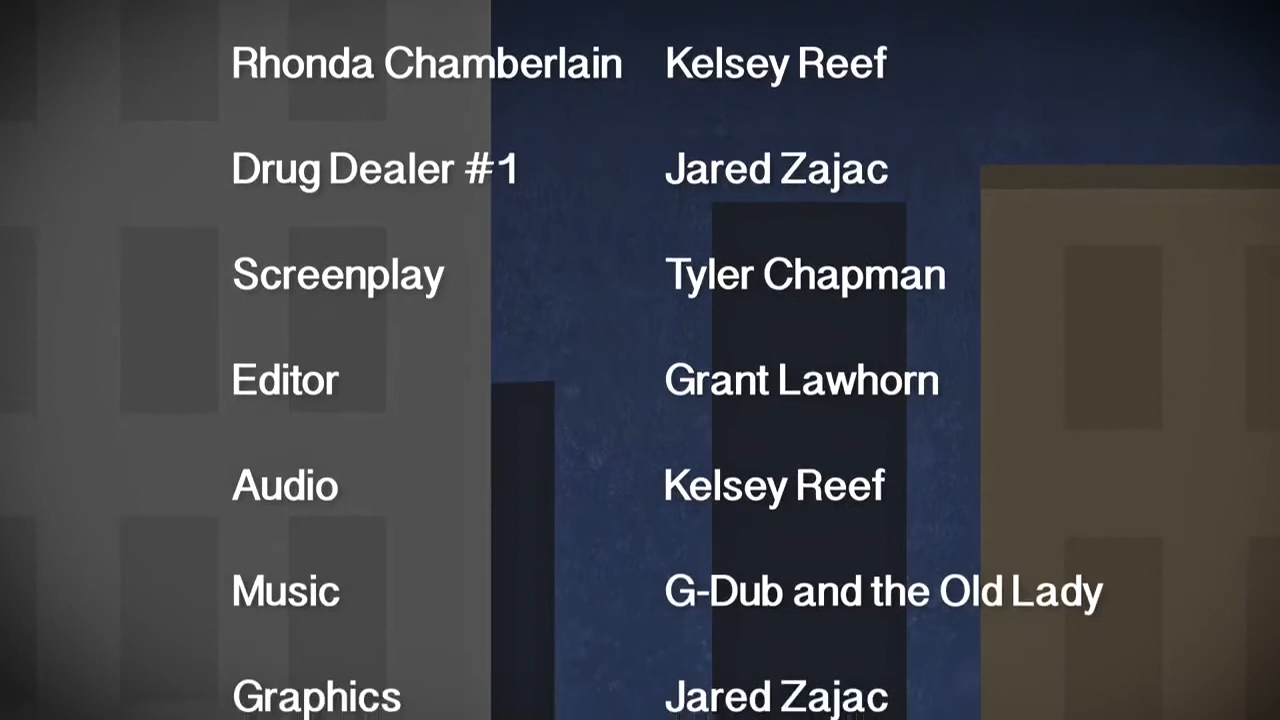 Rhonda Chamberlain Kelsey Reef
Drug Dealer #1 Jared Zajac
Screenplay Tyler Chapman
Editor Grant Lawhorn
Audio Kelsey Reef
Music G-Dub and the Old Lady
Graphics Jared Zajac